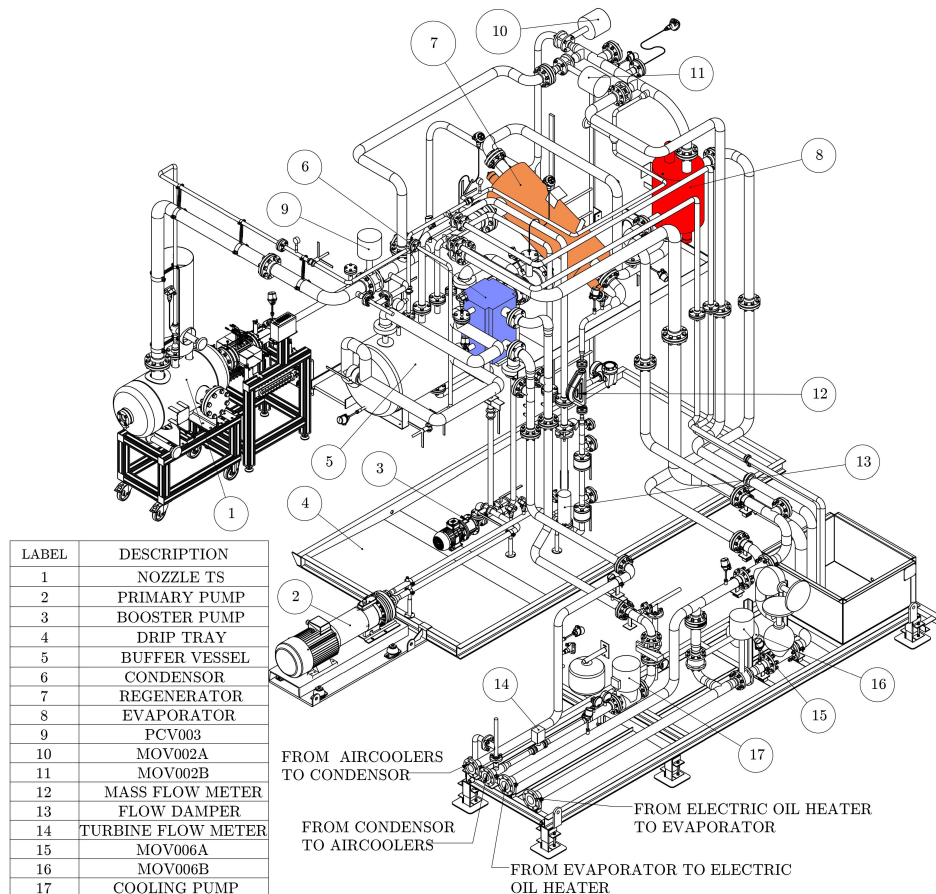 10
7
11
8
6
9
12
5
3
13
1
4
2
14
16
15
17
FROM AIRCOOLERS
TO CONDENSOR
FROM CONDENSOR
TO AIRCOOLERS
FROM ELECTRIC OIL HEATER
TO EVAPORATOR
FROM EVAPORATOR TO ELECTRIC
OIL HEATER
LABEL DESCRIPTION
1 NOZZLE TS
2 PRIMARY PUMP
3 BOOSTER PUMP
4 DRIP TRAY
5 BUFFER VESSEL
6 CONDENSOR
7 REGENERATOR
8 EVAPORATOR
9 PCV003
10 MOV002A
11 MOV002B
12 MASS FLOW METER
13 FLOW DAMPER
14 TURBINE FLOW METER
15 MOV006A
16 MOV006B
17 COOLING PUMP